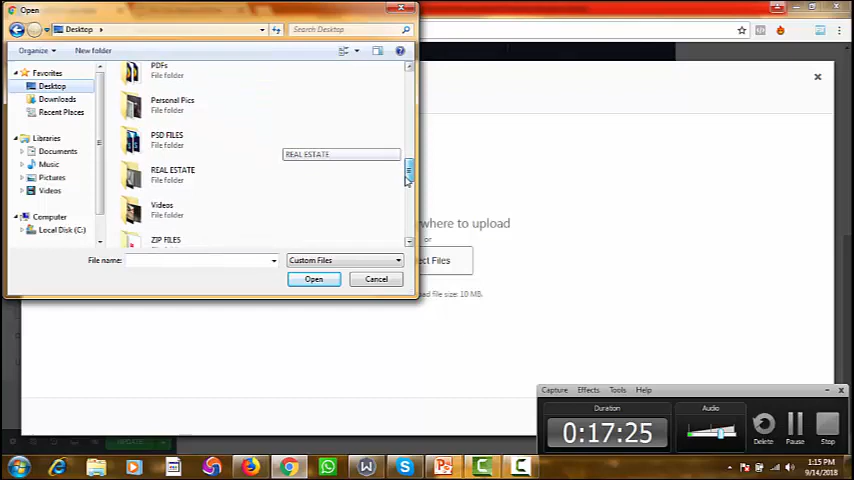 Open
Desktop
Search Desktop
Organize
New folder
Favorites
Desktop
Downloads
Recent Places
Libraries
Documents
Music
Pictures
Videos
Computer
Local Disk (C:)
PDFs
File folder
Personal Pics
File folder
PSD FILES
File folder
REAL ESTATE
File folder
Videos
File folder
ZIP FILES
REAL ESTATE
File name:
Custom Files
Open
Cancel
where to upload
or
ect Files
oad file size: 10 MB.
Capture Effects Tools Help
Duration
0:17:25
Audio
Delete
Pause
Stop
UPDATE
1:15 PM
9/14/2018